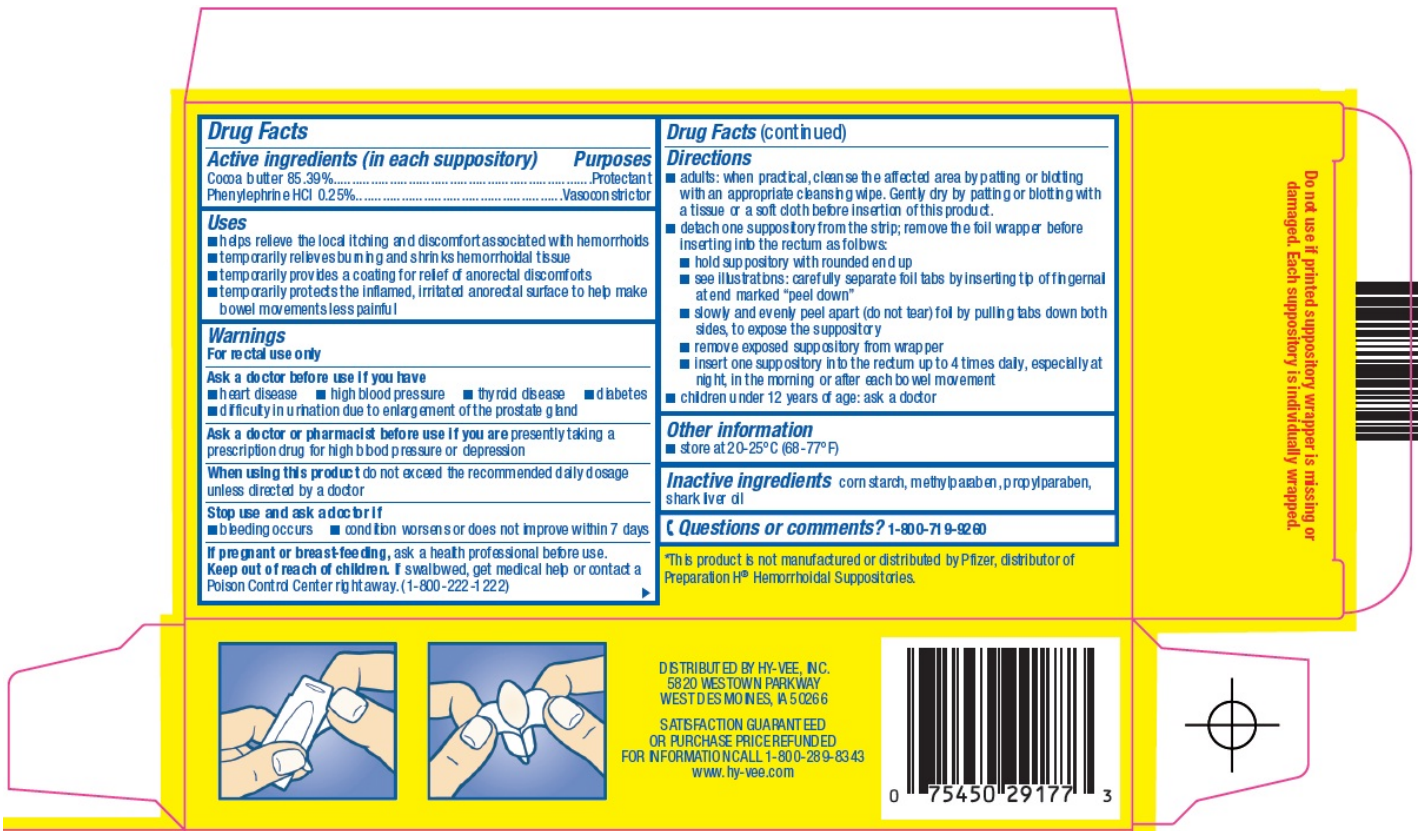 Drug Facts
Active ingredients (in each suppository) Purposes
Cocoa butter 85.39%..................................................................Protectant
Phenylephrine HCl 0.25%.....................................................Vasoconstrictor
Uses
■ helps relieve the local itching and discomfort associated with hemorrhoids
■ temporarily relieves burning and shrinks hemorrhoidal tissue
■ temporarily provides a coating for relief of anorectal discomforts
■ temporarily protects the inflamed, irritated anorectal surface to help make
bowel movements less painful
Warnings
For rectal use only
Ask a doctor before use if you have
■ heart disease ■ high blood pressure ■ thyroid disease ■ diabetes
■ difficulty in urination due to enlargement of the prostate gland
Ask a doctor or pharmacist before use if you are presently taking a
prescription drug for high blood pressure or depression
When using this product do not exceed the recommended daily dosage
unless directed by a doctor
Stop use and ask a doctor if
■ bleeding occurs ■ condition worsens or does not improve within 7 days
If pregnant or breast-feeding, ask a health professional before use.
Keep out of reach of children. If swallowed, get medical help or contact a
Poison Control Center right away. (1-800-222-1222)
Drug Facts (continued)
Directions
■ adults: when practical, cleanse the affected area by patting or blotting
with an appropriate cleansing wipe. Gently dry by patting or blotting with
a tissue or a soft cloth before insertion of this product.
■ detach one suppository from the strip; remove the foil wrapper before
inserting into the rectum as follows:
■ hold suppository with rounded end up
■ see illustrations: carefully separate foil tabs by inserting tip of fingernail
at end marked “peel down”
■ slowly and evenly peel apart (do not tear) foil by pulling tabs down both
sides, to expose the suppository
■ remove exposed suppository from wrapper
■ insert one suppository into the rectum up to 4 times daily, especially at
night, in the morning or after each bowel movement
■ children under 12 years of age: ask a doctor
Other information
■ store at 20-25°C (68-77°F)
Inactive ingredients corn starch, methylparaben, propylparaben,
shark liver oil
Questions or comments? 1-800-719-9260
*This product is not manufactured or distributed by Pfizer, distributor of
Preparation H® Hemorrhoidal Suppositories.
Do not use if printed suppository wrapper is missing or
damaged. Each suppository is individually wrapped.
DISTRIBUTED BY HY-VEE, INC.
5820 WESTOWN PARKWAY
WEST DES MOINES, IA 50266
SATISFACTION GUARANTEED
OR PURCHASE PRICE REFUNDED
FOR INFORMATION CALL 1-800-289-8343
www.hy-vee.com
0 75450 29177 3